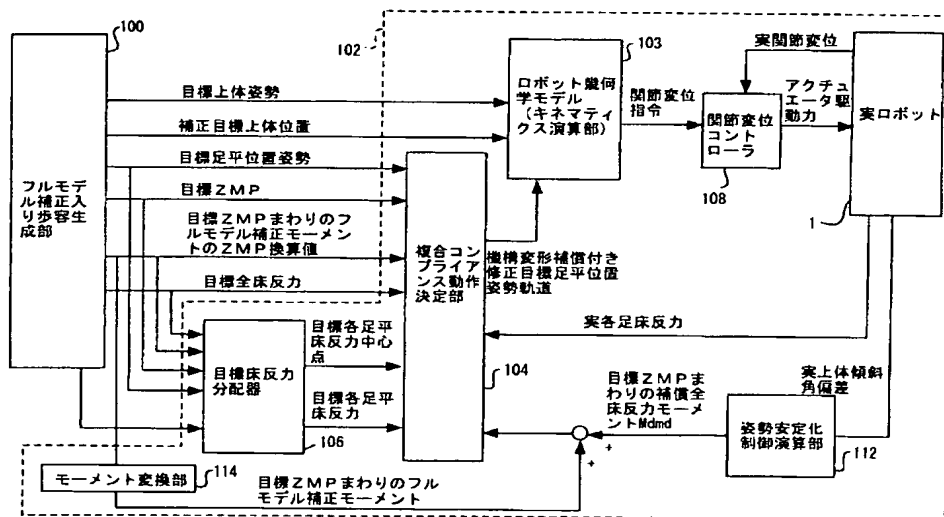 100
102
103
実関節変位
目標上体姿勢
ロボット幾何
学モデル
（キネマティ
クス演算部）
関節変位
指令
アクチュ
エータ駆
動力
実ロボット
補正目標上体位置
関節変位
コント
ローラ
108
目標足平位置姿勢
フルモデ
ル補正入
り歩容生
成部
目標ZMP
1
目標ZMPまわりのフ
ルモデル補正モーメン
トのZMP換算値
複合コン
プライア
ンス動作
決定部
機構変形補償付き
修正目標足平位置
姿勢軌道
目標全床反力
実各足床反力
目標各足平
床反力中心
点
目標床反力
分配器
104
目標ZMPま
わりの補償全
床反力モーメ
ントMdmd
実上体傾斜
角偏差
目標各足平
床反力
106
姿勢安定化
制御演算部
112
+
+
モーメント変換部
114
目標ZMPまわりのフル
モデル補正モーメント